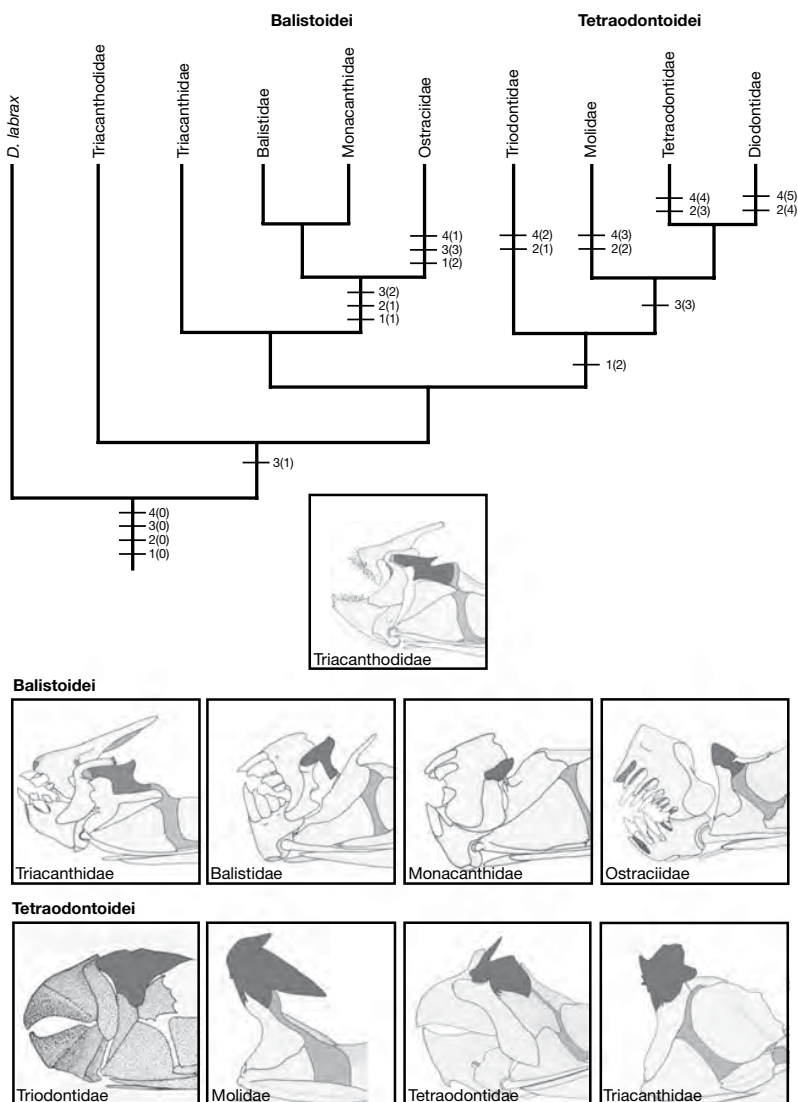 Balistoidei
Tetraodontoidei
D. labrax
Triacanthodidae
Triacanthidae
Balistidae
Monacanthidae
Ostraciidae
Triodontidae
Molidae
Tetraodontidae
Diodontidae
4(4)
2(3)
4(5)
2(4)
4(1)
3(3)
1(2)
4(2)
2(1)
4(3)
2(2)
3(2)
2(1)
1(1)
3(3)
1(2)
3(1)
4(0)
3(0)
2(0)
1(0)
Triacanthodidae
Balistoidei
Triacanthidae
Balistidae
Monacanthidae
Ostraciidae
Tetraodontoidei
Triodontidae
Molidae
Tetraodontidae
Triacanthidae